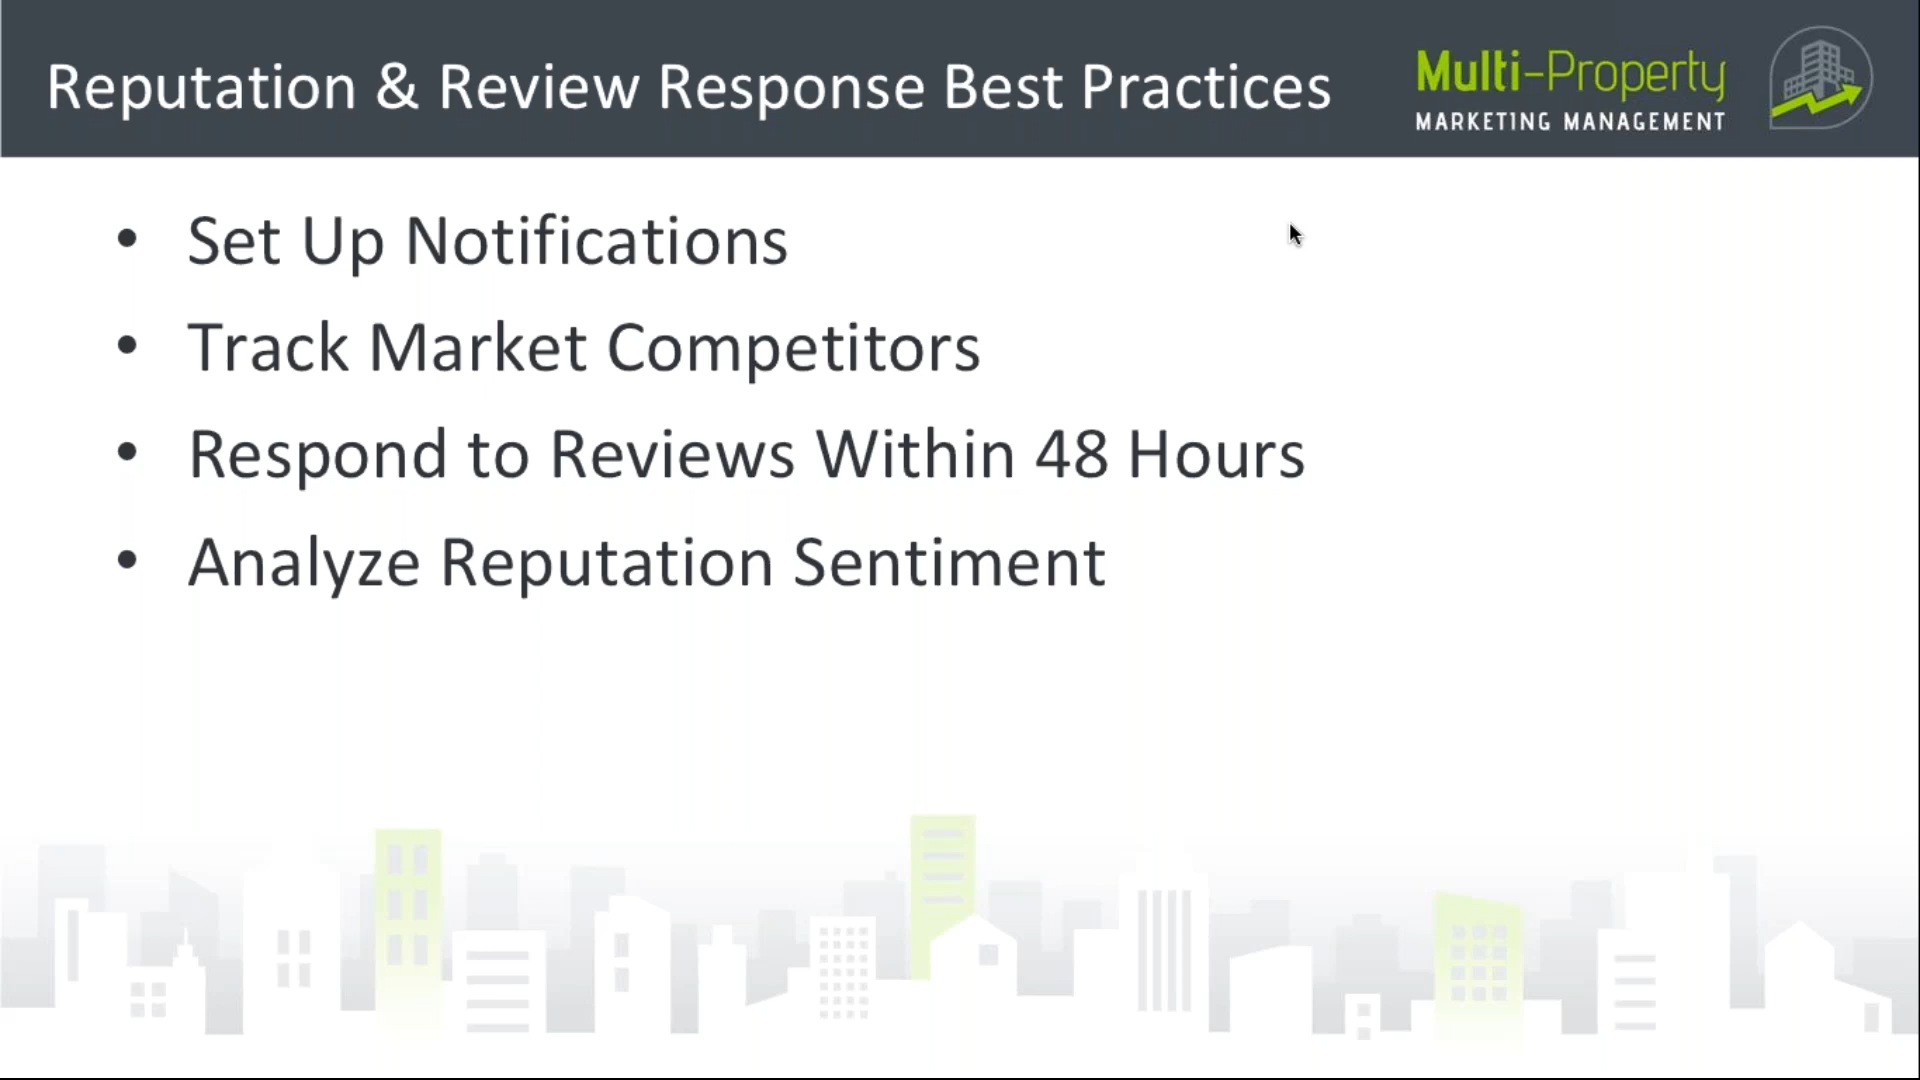 Reputation & Review Response Best Practices
Multi-Property
MARKETING MANAGEMENT
• Set Up Notifications
• Track Market Competitors
• Respond to Reviews Within 48 Hours
• Analyze Reputation Sentiment